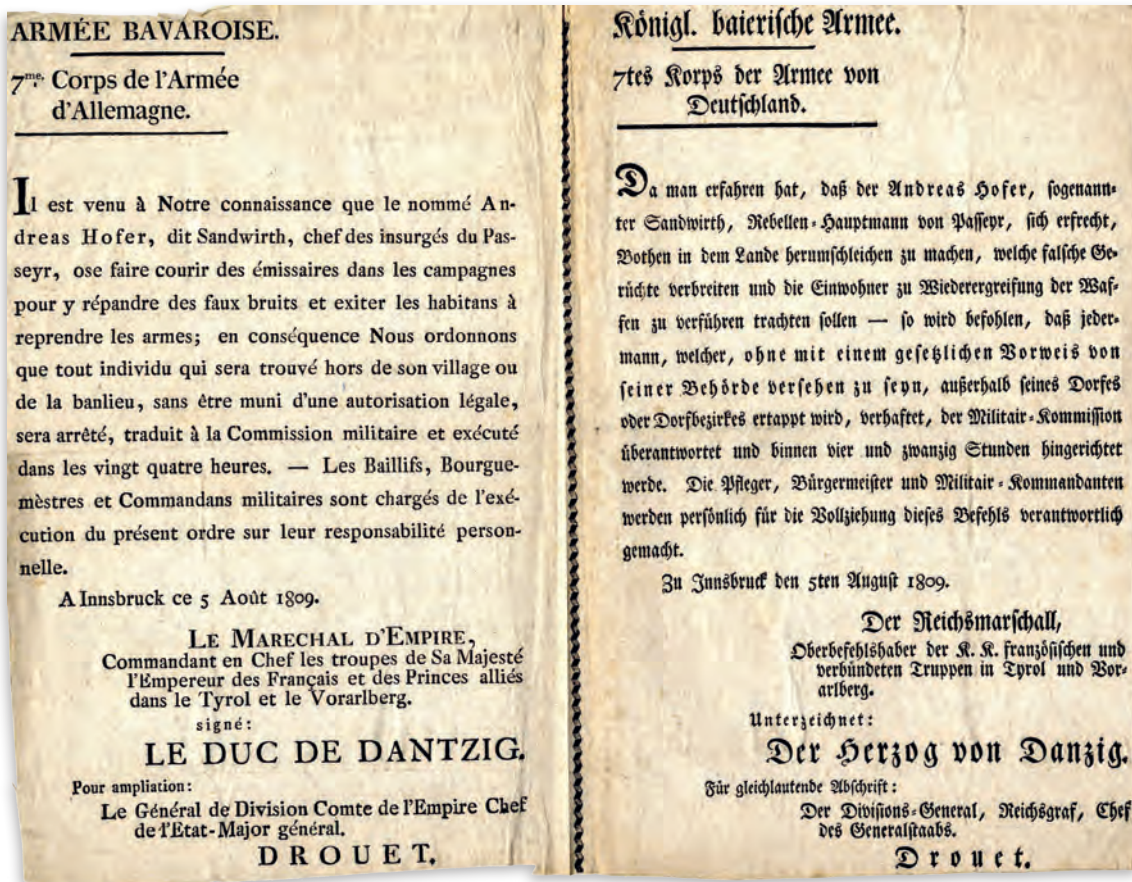 ARMÉE BAVAROISE.
7me. Corps de l'Armée
d'Allemagne.
Il est venu à Notre connaissance que le nommé An-
dreas Hofer, dit Sandwirth, chef des insurgés du Pas-
seyr, ose faire courir des émissaires dans les campagnes
pour y répandre des faux bruits et exiter les habitans à
reprendre les armes; en conséquence Nous ordonnons
que tout individu qui sera trouvé hors de son village ou
de la banlieu, sans être muni d'une autorisation légale,
sera arrêté, traduit à la Commission militaire et exécuté
dans les vingt quatre heures. — Les Baillifs, Bourgue-
mèstres et Commandans militaires sont chargés de l'exé-
cution du présent ordre sur leur responsabilité person-
nelle.
A Innsbruck ce 5 Août 1809.
LE MARECHAL D'EMPIRE,
Commandant en Chef les troupes de Sa Majesté
l'Empereur des Français et des Princes alliés
dans le Tyrol et le Vorarlberg.
signé:
LE DUC DE DANTZIG.
Pour ampliation:
Le Général de Division Comte de l'Empire Chef
de l'Etat-Major général.
DROUET.
Königl. baierische Armee.
7tes Korps der Armee von
Deutschland.
Da man erfahren hat, daß der Andreas Hofer, sogenann-
ter Sandwirth, Rebellen-Hauptmann von Passeyr, sich erfrecht,
Bothen in dem Lande herumschleichen zu machen, welche falsche Ge-
rüchte verbreiten und die Einwohner zu Wiederergreifung der Waf-
fen zu verführen trachten sollen — so wird befohlen, daß jeder-
mann, welcher, ohne mit einem gesetzlichen Vorweis von
seiner Behörde versehen zu seyn, außerhalb seines Dorfes
oder Dorfbezirkes ertappt wird, verhaftet, der Militair-Kommission
überantwortet und binnen vier und zwanzig Stunden hingerichtet
werde. Die Pfleger, Bürgermeister und Militair-Kommandanten
werden persönlich für die Vollziehung dieses Befehls verantwortlich
gemacht.
Zu Innsbruck den 5ten August 1809.
Der Reichsmarschall,
Oberbefehlshaber der K. K. französischen und
verbündeten Truppen in Tyrol und Vor-
arlberg.
Unterzeichnet:
Der Herzog von Danzig.
Für gleichlautende Abschrift:
Der Divisions-General, Reichsgraf, Chef
des Generalstaabs.
Drouet.